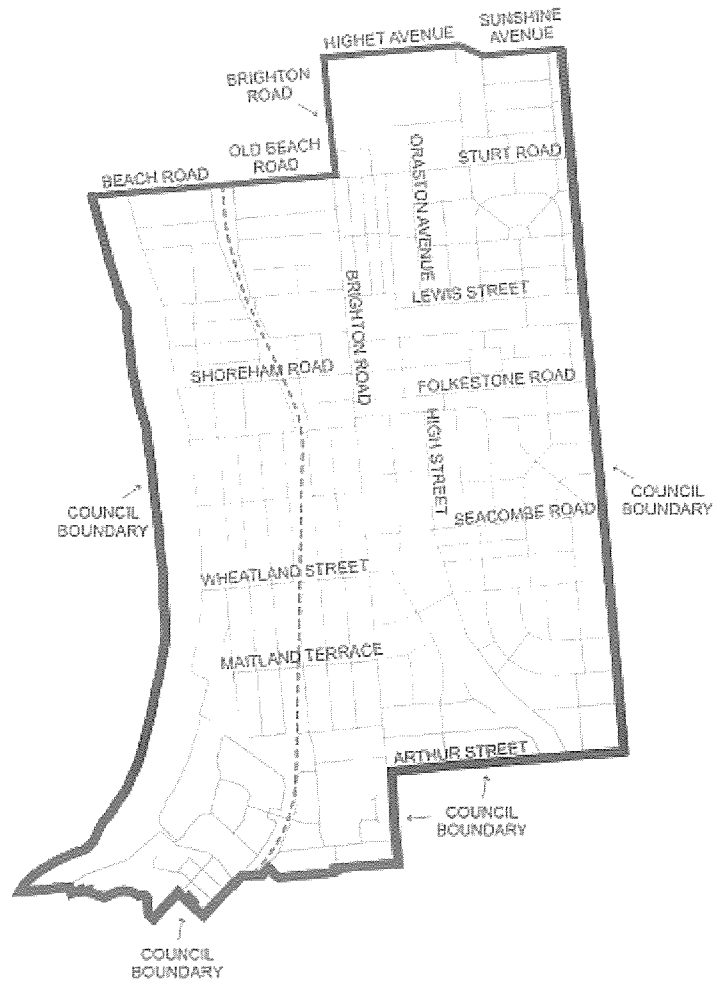 SUNSHINE
AVENUE
HIGHET AVENUE
BRIGHTON
ROAD
OLD BEACH
ROAD
BEACH ROAD
ORASTON AVENUE
STURT ROAD
LEWIS STREET
BRIGHTON ROAD
SHOREHAM ROAD
FOLKESTONE ROAD
HIGH STREET
COUNCIL
BOUNDARY
COUNCIL
BOUNDARY
SEACOMBE ROAD
WHEATLAND STREET
MAITLAND TERRACE
ARTHUR STREET
COUNCIL
BOUNDARY
COUNCIL
BOUNDARY